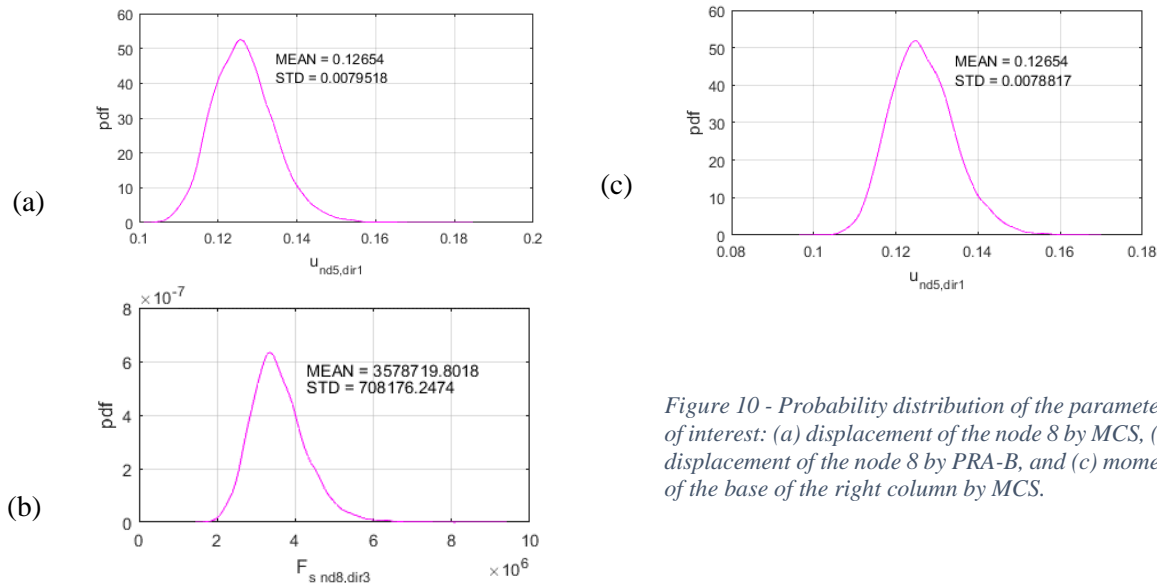 (a)
60
50
40
30
20
10
0
pdf
MEAN = 0.12654
STD = 0.0079518
0.1 0.12 0.14 0.16 0.18 0.2
u nd5,dir1
(c)
60
50
40
30
20
10
0
pdf
MEAN = 0.12654
STD = 0.0078817
0.08 0.1 0.12 0.14 0.16 0.18
u nd5,dir1
(b)
×10-7
8
6
4
2
0
pdf
MEAN = 3578719.8018
STD = 708176.2474
0 2 4 6 8 10
F s nd8,dir3
×10 6
Figure 10 - Probability distribution of the paramete
of interest: (a) displacement of the node 8 by MCS, (
displacement of the node 8 by PRA-B, and (c) mome
of the base of the right column by MCS.